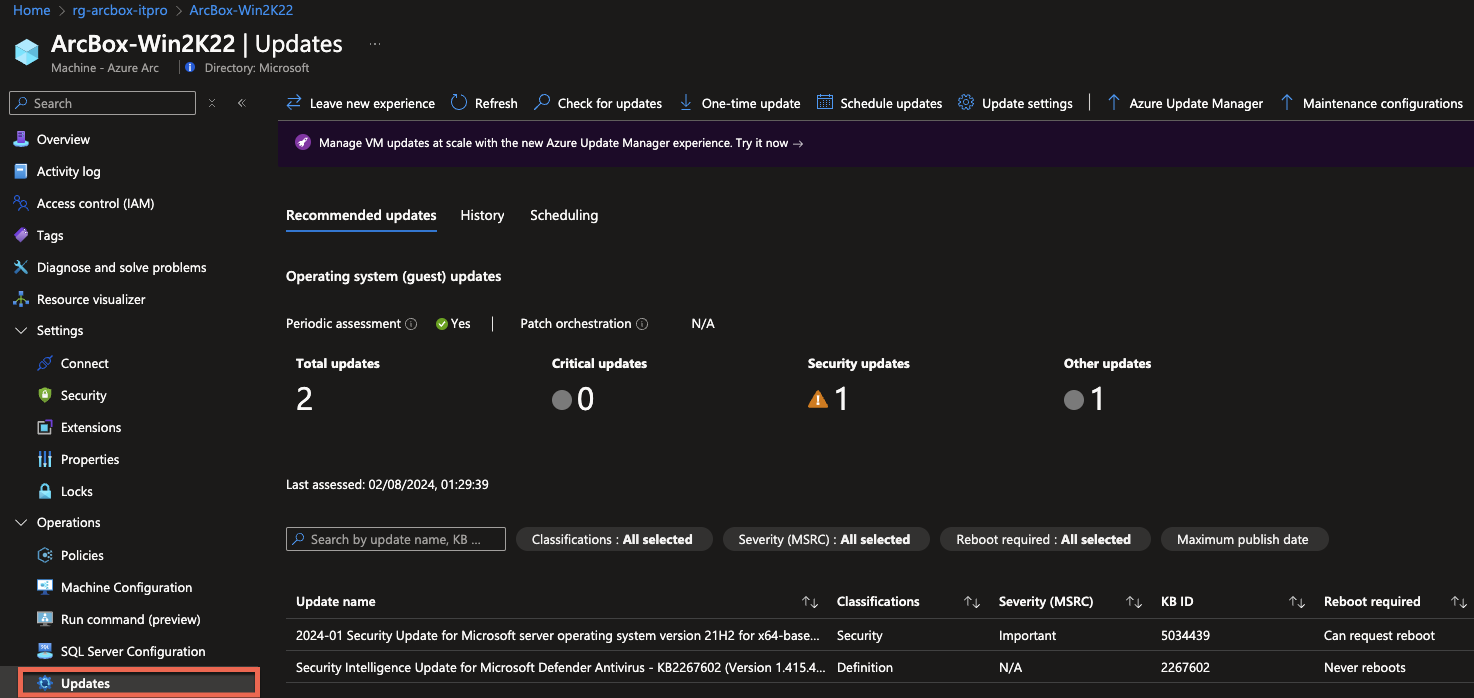 Home > rg-arcbox-itpro > ArcBox-Win2K22
ArcBox-Win2K22 | Updates ...
Machine - Azure Arc | Directory: Microsoft
Search
Overview
Activity log
Access control (IAM)
Tags
Diagnose and solve problems
Resource visualizer
Settings
Connect
Security
Extensions
Properties
Locks
Operations
Policies
Machine Configuration
Run command (preview)
SQL Server Configuration
Updates
Leave new experience Refresh Check for updates One-time update Schedule updates Update settings | Azure Update Manager Maintenance configurations
Manage VM updates at scale with the new Azure Update Manager experience. Try it now →
Recommended updates History Scheduling
Operating system (guest) updates
Periodic assessment Yes | Patch orchestration N/A
Total updates Critical updates Security updates Other updates
2 0 1 1
Last assessed: 02/08/2024, 01:29:39
Search by update name, KB ... Classifications : All selected Severity (MSRC) : All selected Reboot required : All selected Maximum publish date
Update name Classifications Severity (MSRC) KB ID Reboot required
2024-01 Security Update for Microsoft server operating system version 21H2 for x64-base... Security Important 5034439 Can request reboot
Security Intelligence Update for Microsoft Defender Antivirus - KB2267602 (Version 1.415.4... Definition N/A 2267602 Never reboots